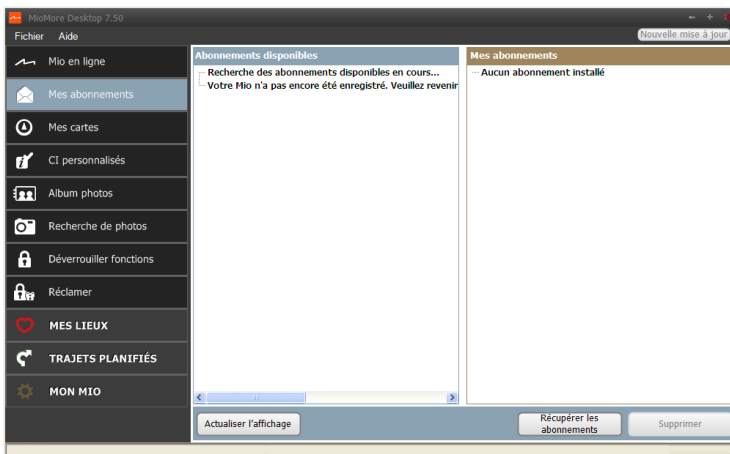 MioMore Desktop 7.50
Fichier Aide
Nouvelle mise à jour
Mio en ligne
Mes abonnements
Mes cartes
CI personnalisés
Album photos
Recherche de photos
Déverrouiller fonctions
Réclamer
MES LIEUX
TRAJETS PLANIFIÉS
MON MIO
Abonnements disponibles
Recherche des abonnements disponibles en cours...
Votre Mio n'a pas encore été enregistré. Veuillez revenir
Actualiser l'affichage
Mes abonnements
Aucun abonnement installé
Récupérer les
abonnements
Supprimer